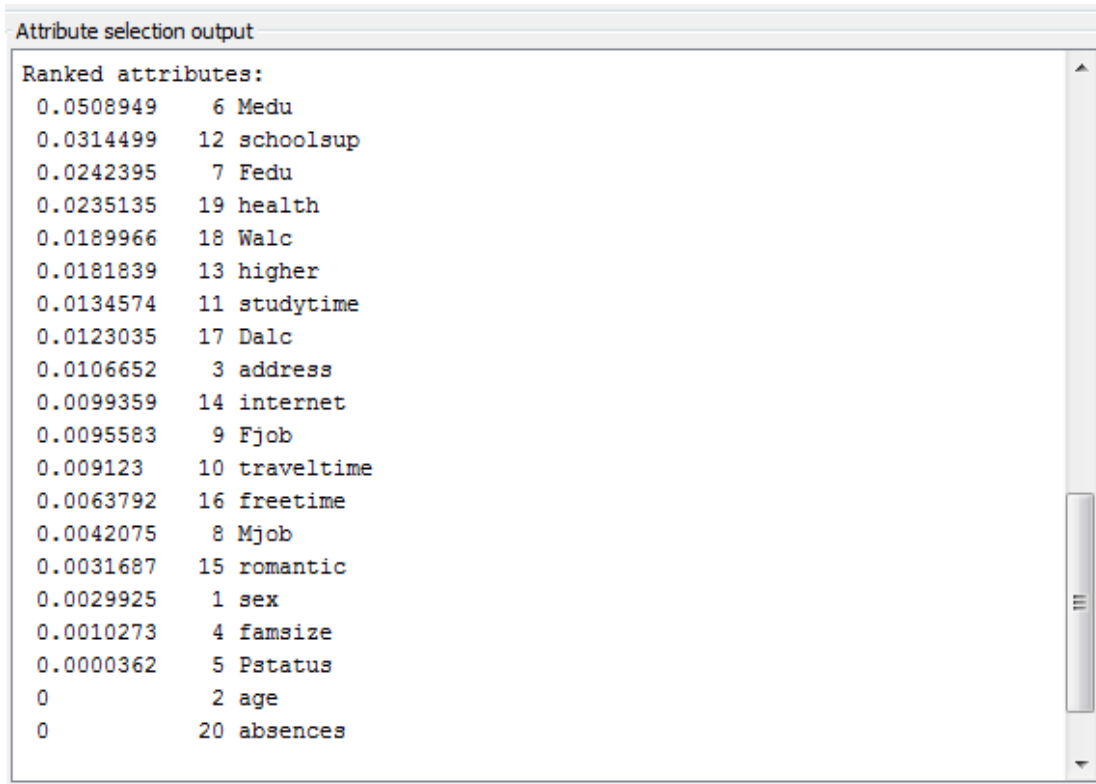 Attribute selection output
Ranked attributes:
0.0508949 6 Medu
0.0314499 12 schoolsup
0.0242395 7 Fedu
0.0235135 19 health
0.0189966 18 Walc
0.0181839 13 higher
0.0134574 11 studytime
0.0123035 17 Dalc
0.0106652 3 address
0.0099359 14 internet
0.0095583 9 Fjob
0.009123 10 traveltime
0.0063792 16 freetime
0.0042075 8 Mjob
0.0031687 15 romantic
0.0029925 1 sex
0.0010273 4 famsize
0.0000362 5 Pstatus
0 2 age
0 20 absences